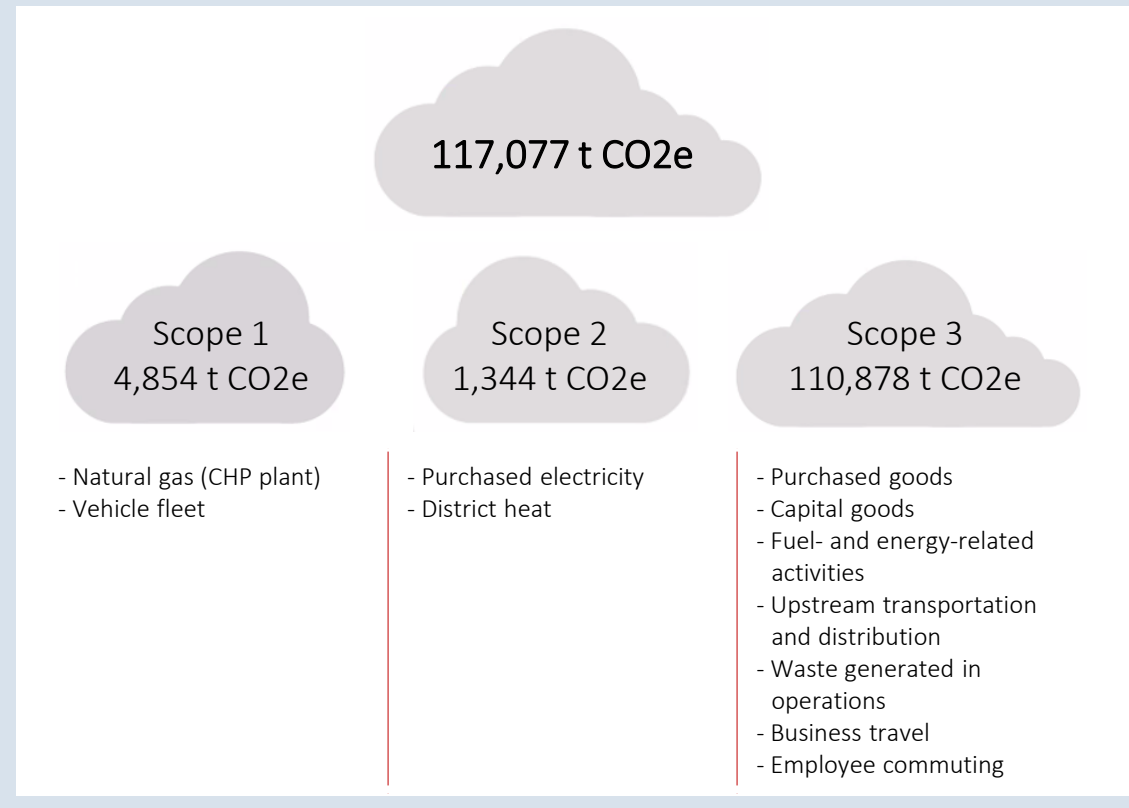 117,077 t CO2e
Scope 1
4,854 t CO2e
Scope 2
1,344 t CO2e
Scope 3
110,878 t CO2e
- Natural gas (CHP plant)
- Vehicle fleet
- Purchased electricity
- District heat
- Purchased goods
- Capital goods
- Fuel- and energy-related
activities
- Upstream transportation
and distribution
- Waste generated in
operations
- Business travel
- Employee commuting